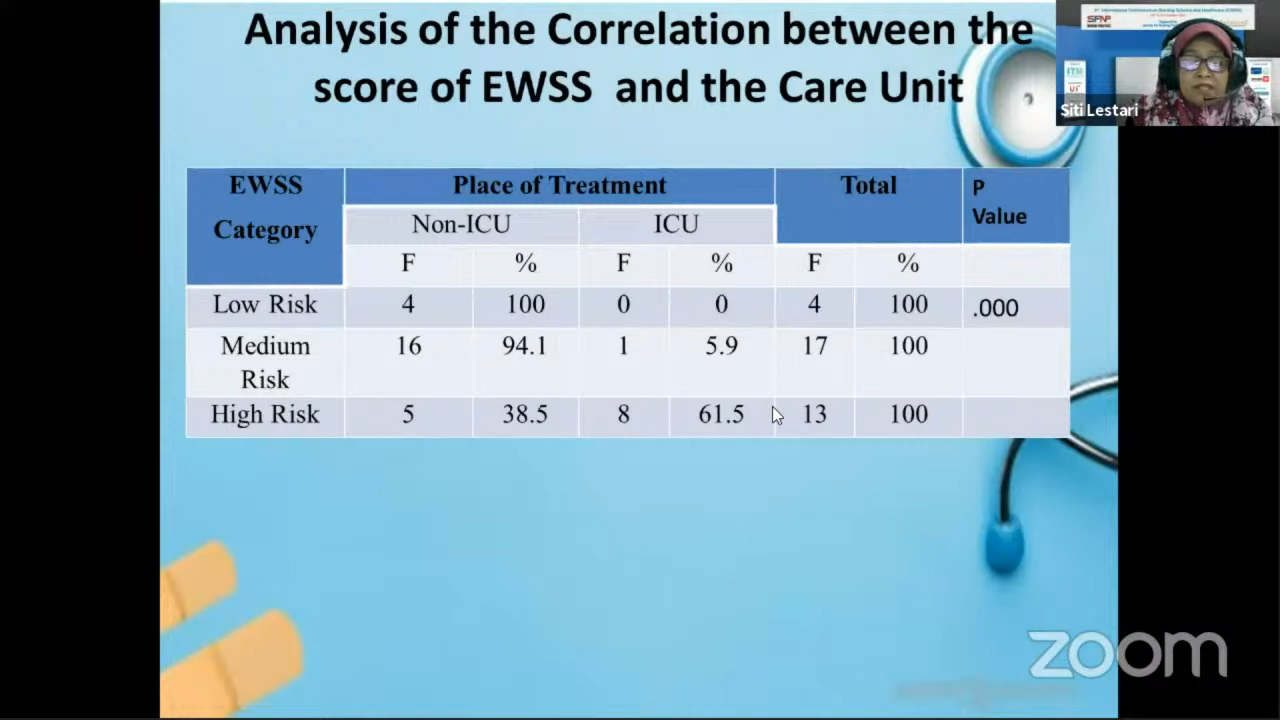 Analysis of the Correlation between the
score of EWSS and the Care Unit
Siti Lestari
EWSS Category
Place of Treatment
Total
P Value
Non-ICU ICU
F % F % F %
Low Risk 4 100 0 0 4 100 .000
Medium Risk 16 94.1 1 5.9 17 100
High Risk 5 38.5 8 61.5 13 100
zoom